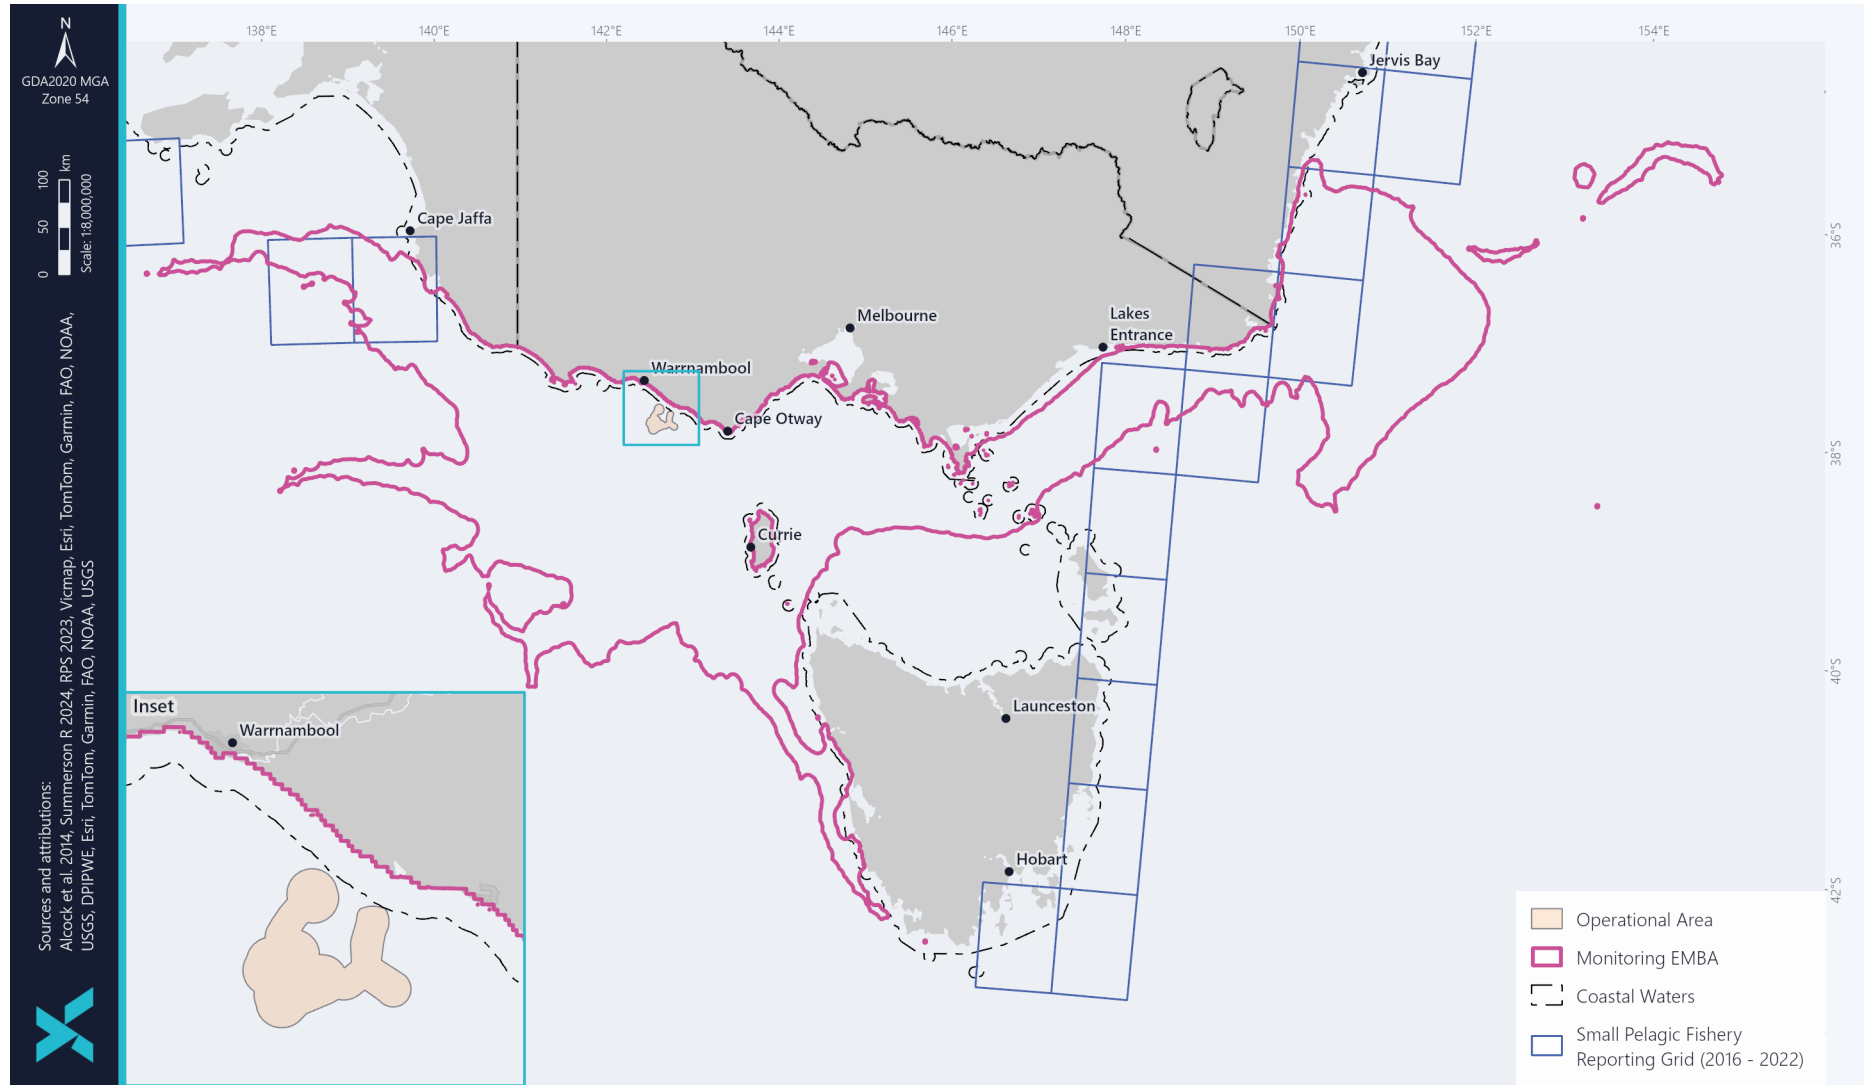 N
GDA2020 MGA
Zone 54
0 50 100 km
Scale: 1:8,000,000
Sources and attributions:
Alcock et al. 2014, Summerson R 2024, RPS 2023, Vicmap, Esri, TomTom, Garmin, FAO, NOAA,
USGS, DPIPWE, Esri, TomTom, Garmin, FAO, NOAA, USGS
138°E 140°E 142°E 144°E 146°E 148°E 150°E 152°E 154°E
Jervis Bay
Cape Jaffa
36°S
Melbourne
Lakes
Entrance
Warrnambool
Cape Otway
38°S
Currie
40°S
Launceston
Hobart
42°S
Inset
Warrnambool
Operational Area
Monitoring EMBA
Coastal Waters
Small Pelagic Fishery
Reporting Grid (2016 - 2022)